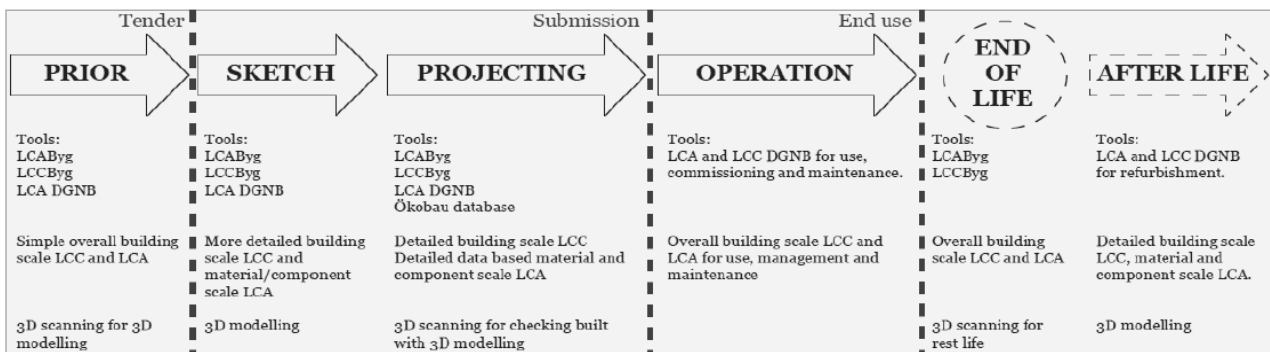 Tender
Submission
End use
PRIOR
SKETCH
PROJECTING
OPERATION
END
OF
LIFE
AFTER LIFE
Tools:
LCAByg
LCCByg
LCA DGNB
Tools:
LCAByg
LCCByg
LCA DGNB
Tools:
LCAByg
LCCByg
LCA DGNB
Ökobau database
Tools:
LCA and LCC DGNB for use,
commissioning and maintenance.
Tools:
LCAByg
LCCByg
Tools:
LCA and LCC DGNB
for refurbishment.
Simple overall building
scale LCC and LCA
More detailed building
scale LCC and
material/component
scale LCA
Detailed building scale LCC
Detailed data based material and
component scale LCA
Overall building scale LCC and
LCA for use, management and
maintenance
Overall building
scale LCC and LCA
Detailed building scale
LCC, material and
component scale LCA.
3D scanning for 3D
modelling
3D modelling
3D scanning for checking built
with 3D modelling
3D scanning for
rest life
3D modelling